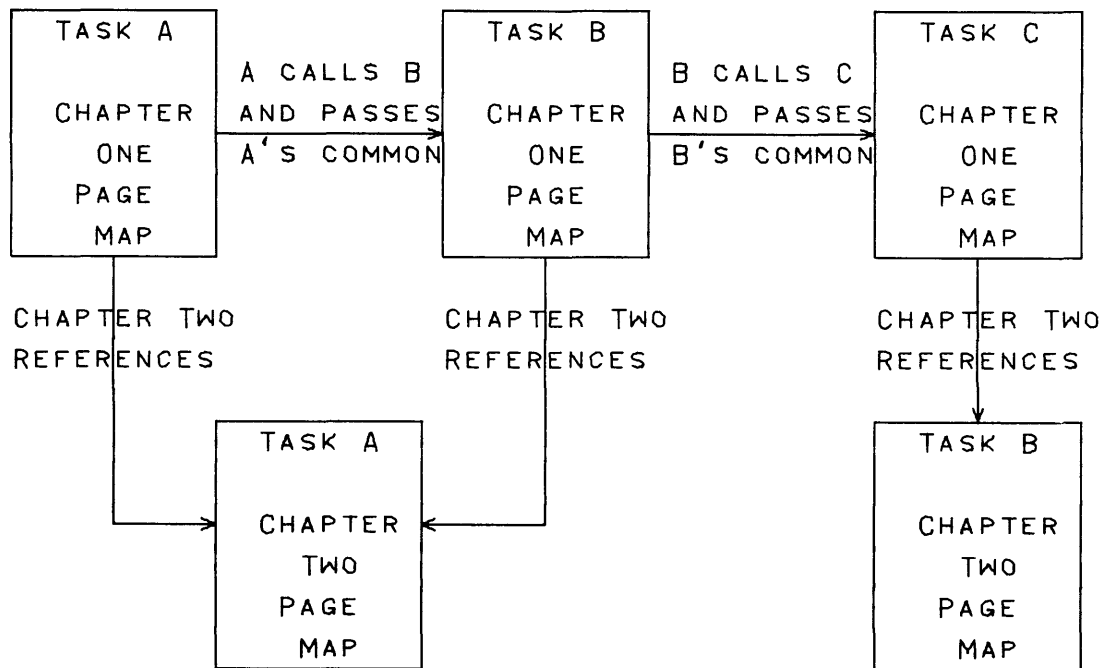 TASK A
CHAPTER
ONE
PAGE
MAP
A CALLS B
AND PASSES
A'S COMMON
TASK B
CHAPTER
ONE
PAGE
MAP
B CALLS C
AND PASSES
B'S COMMON
TASK C
CHAPTER
ONE
PAGE
MAP
CHAPTER TWO
REFERENCES
CHAPTER TWO
REFERENCES
CHAPTER TWO
REFERENCES
TASK A
CHAPTER
TWO
PAGE
MAP
TASK B
CHAPTER
TWO
PAGE
MAP